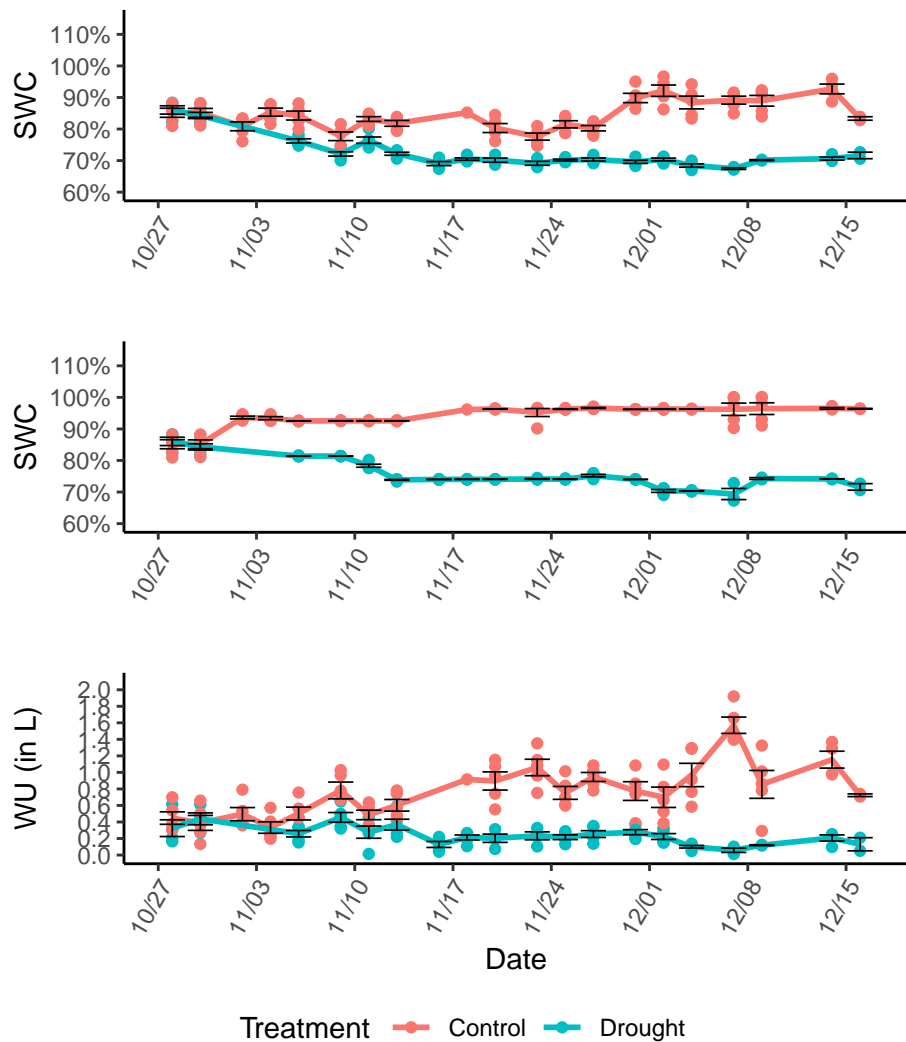 110%
100%
90%
80%
70%
60%
SWC
10/27 11/03 11/10 11/17 11/24 12/01 12/08 12/15
110%
100%
90%
80%
70%
60%
SWC
10/27 11/03 11/10 11/17 11/24 12/01 12/08 12/15
2.0
1.8
1.6
1.4
1.2
1.0
0.8
0.6
0.4
0.2
0.0
WU (in L)
10/27 11/03 11/10 11/17 11/24 12/01 12/08 12/15
Date
Treatment Control Drought